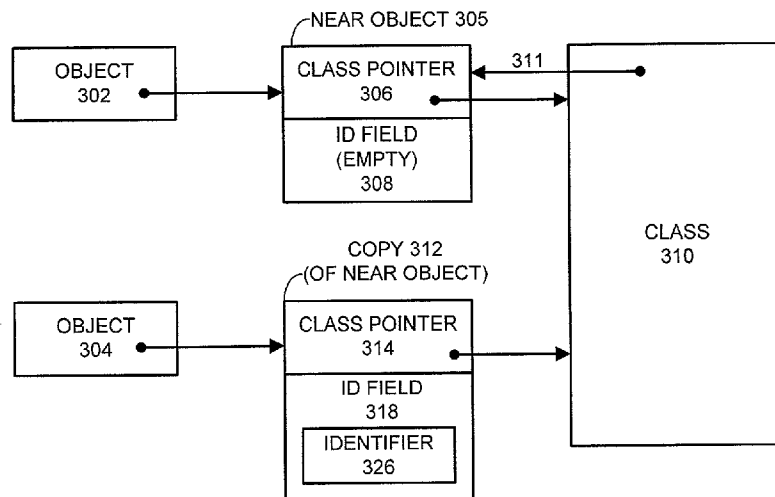 NEAR OBJECT 305
OBJECT
302
CLASS POINTER
306
311
ID FIELD
(EMPTY)
308
CLASS
310
COPY 312
(OF NEAR OBJECT)
OBJECT
304
CLASS POINTER
314
ID FIELD
318
IDENTIFIER
326